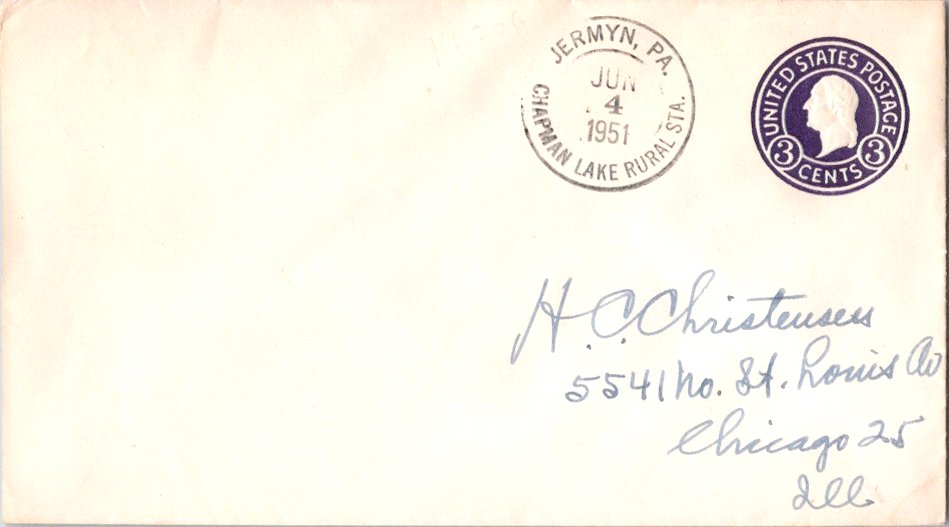 JERMYN, PA.
JUN
4
1951
CHAPMAN LAKE RURAL STA.
UNITED STATES POSTAGE
3 CENTS 3
H. C. Christensen
5541 No. St. Louis Av
Chicago 25
Ill.